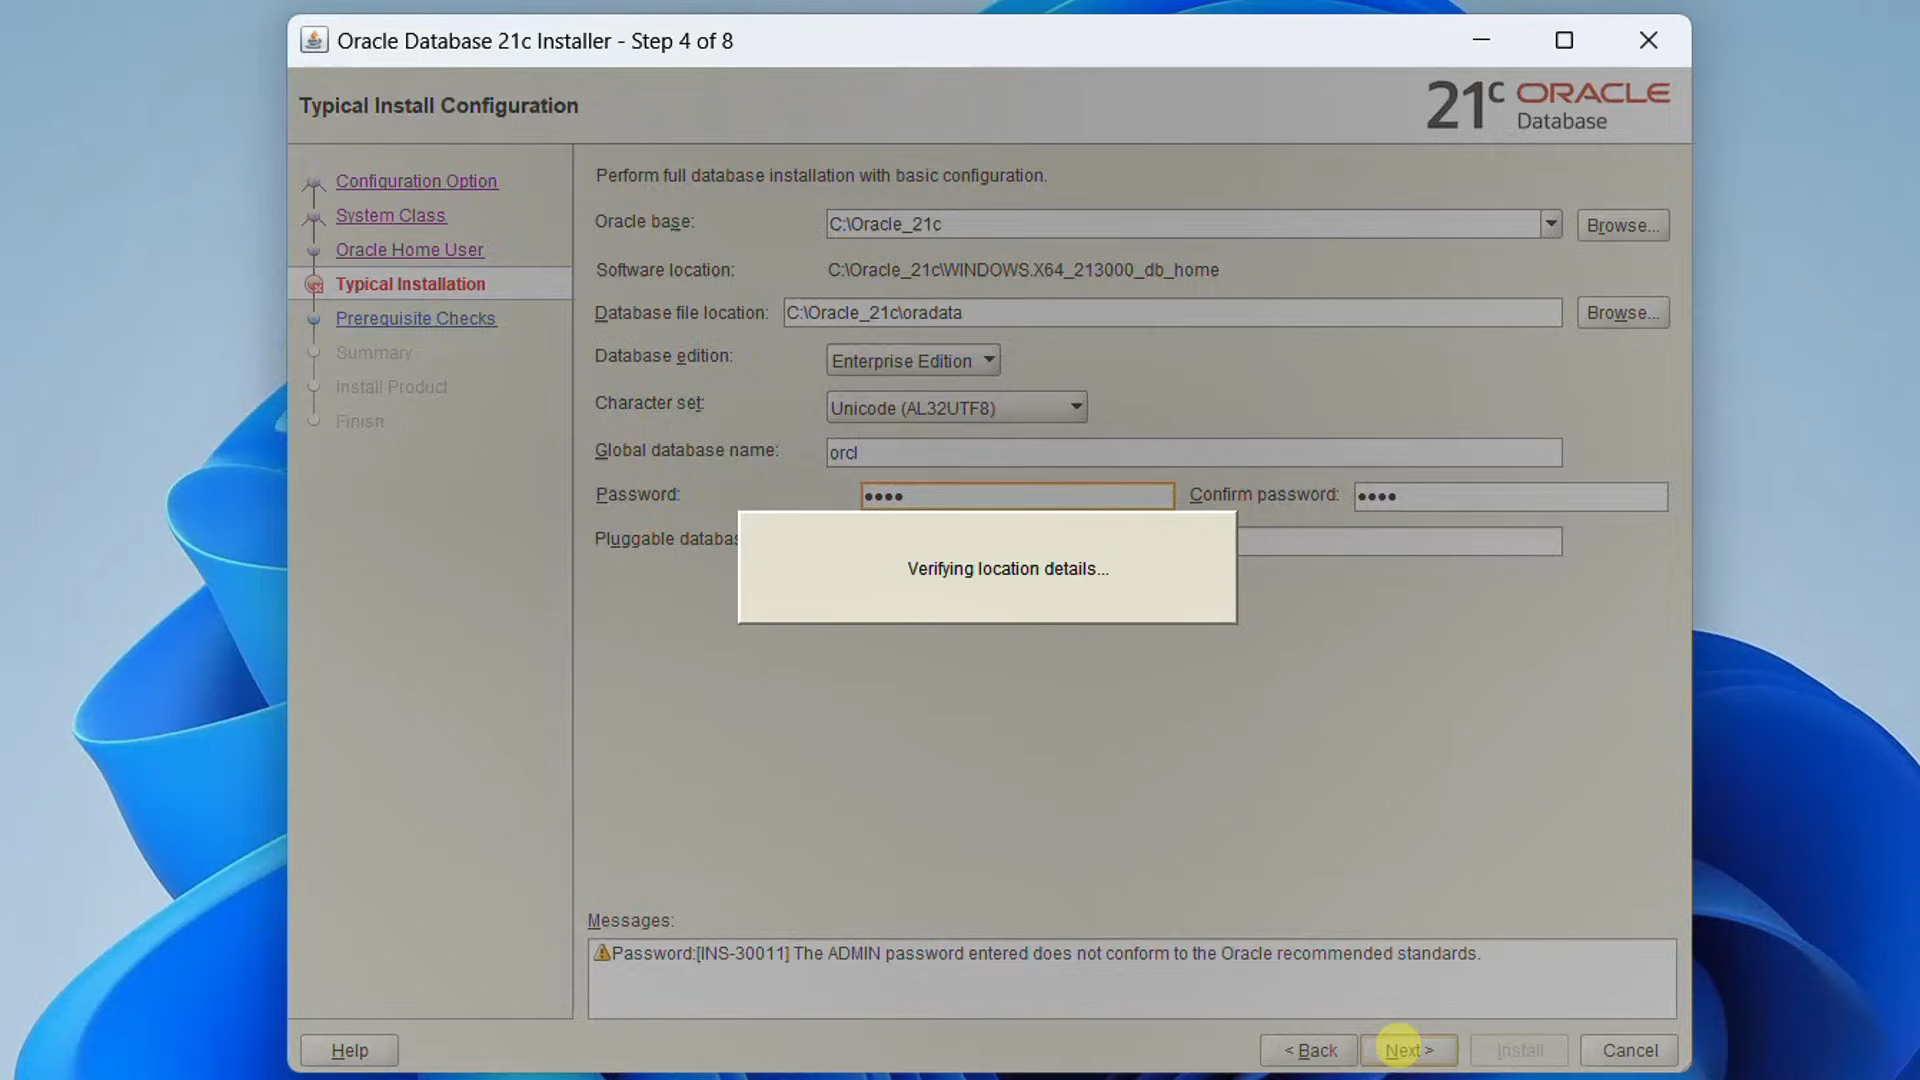 Oracle Database 21c Installer - Step 4 of 8
Typical Install Configuration
21c ORACLE
Database
Configuration Option
System Class
Oracle Home User
Typical Installation
Prerequisite Checks
Summary
Install Product
Finish
Perform full database installation with basic configuration.
Oracle base: C:\Oracle_21c Browse...
Software location: C:\Oracle_21c\WINDOWS.X64_213000_db_home
Database file location: C:\Oracle_21c\oradata Browse...
Database edition: Enterprise Edition
Character set: Unicode (AL32UTF8)
Global database name: orcl
Password: •••• Confirm password: ••••
Pluggable databas
Verifying location details...
Messages:
Password:[INS-30011] The ADMIN password entered does not conform to the Oracle recommended standards.
Help < Back Next > Install Cancel